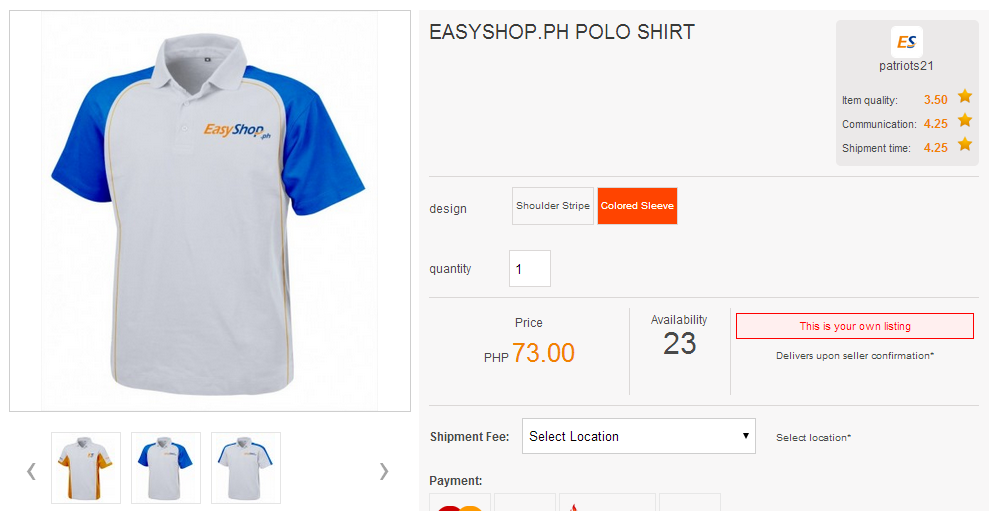 EasyShop.ph
EASYSHOP.PH POLO SHIRT
ES
patriots21
Item quality: 3.50
Communication: 4.25
Shipment time: 4.25
design
Shoulder Stripe
Colored Sleeve
quantity
1
Price
PHP 73.00
Availability
23
This is your own listing
Delivers upon seller confirmation*
Shipment Fee:
Select Location
Select location*
Payment: